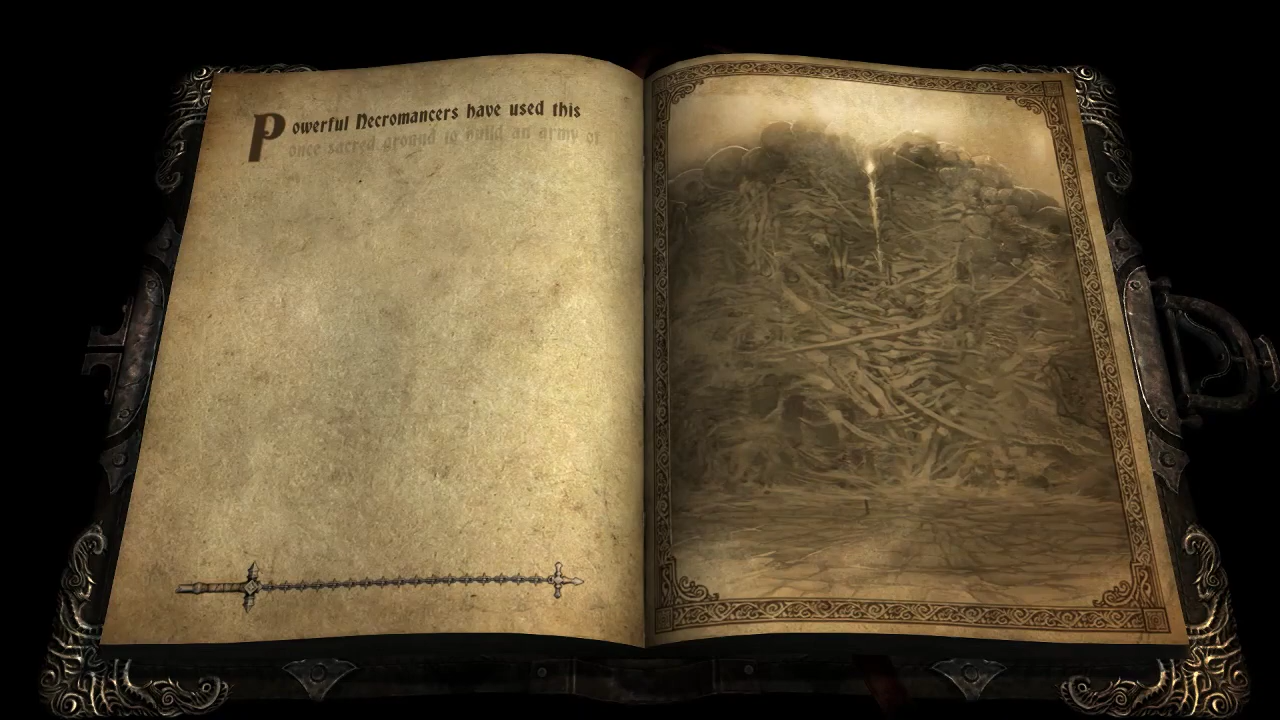 Powerful Necromancers have used this
once sacred ground to build an army of